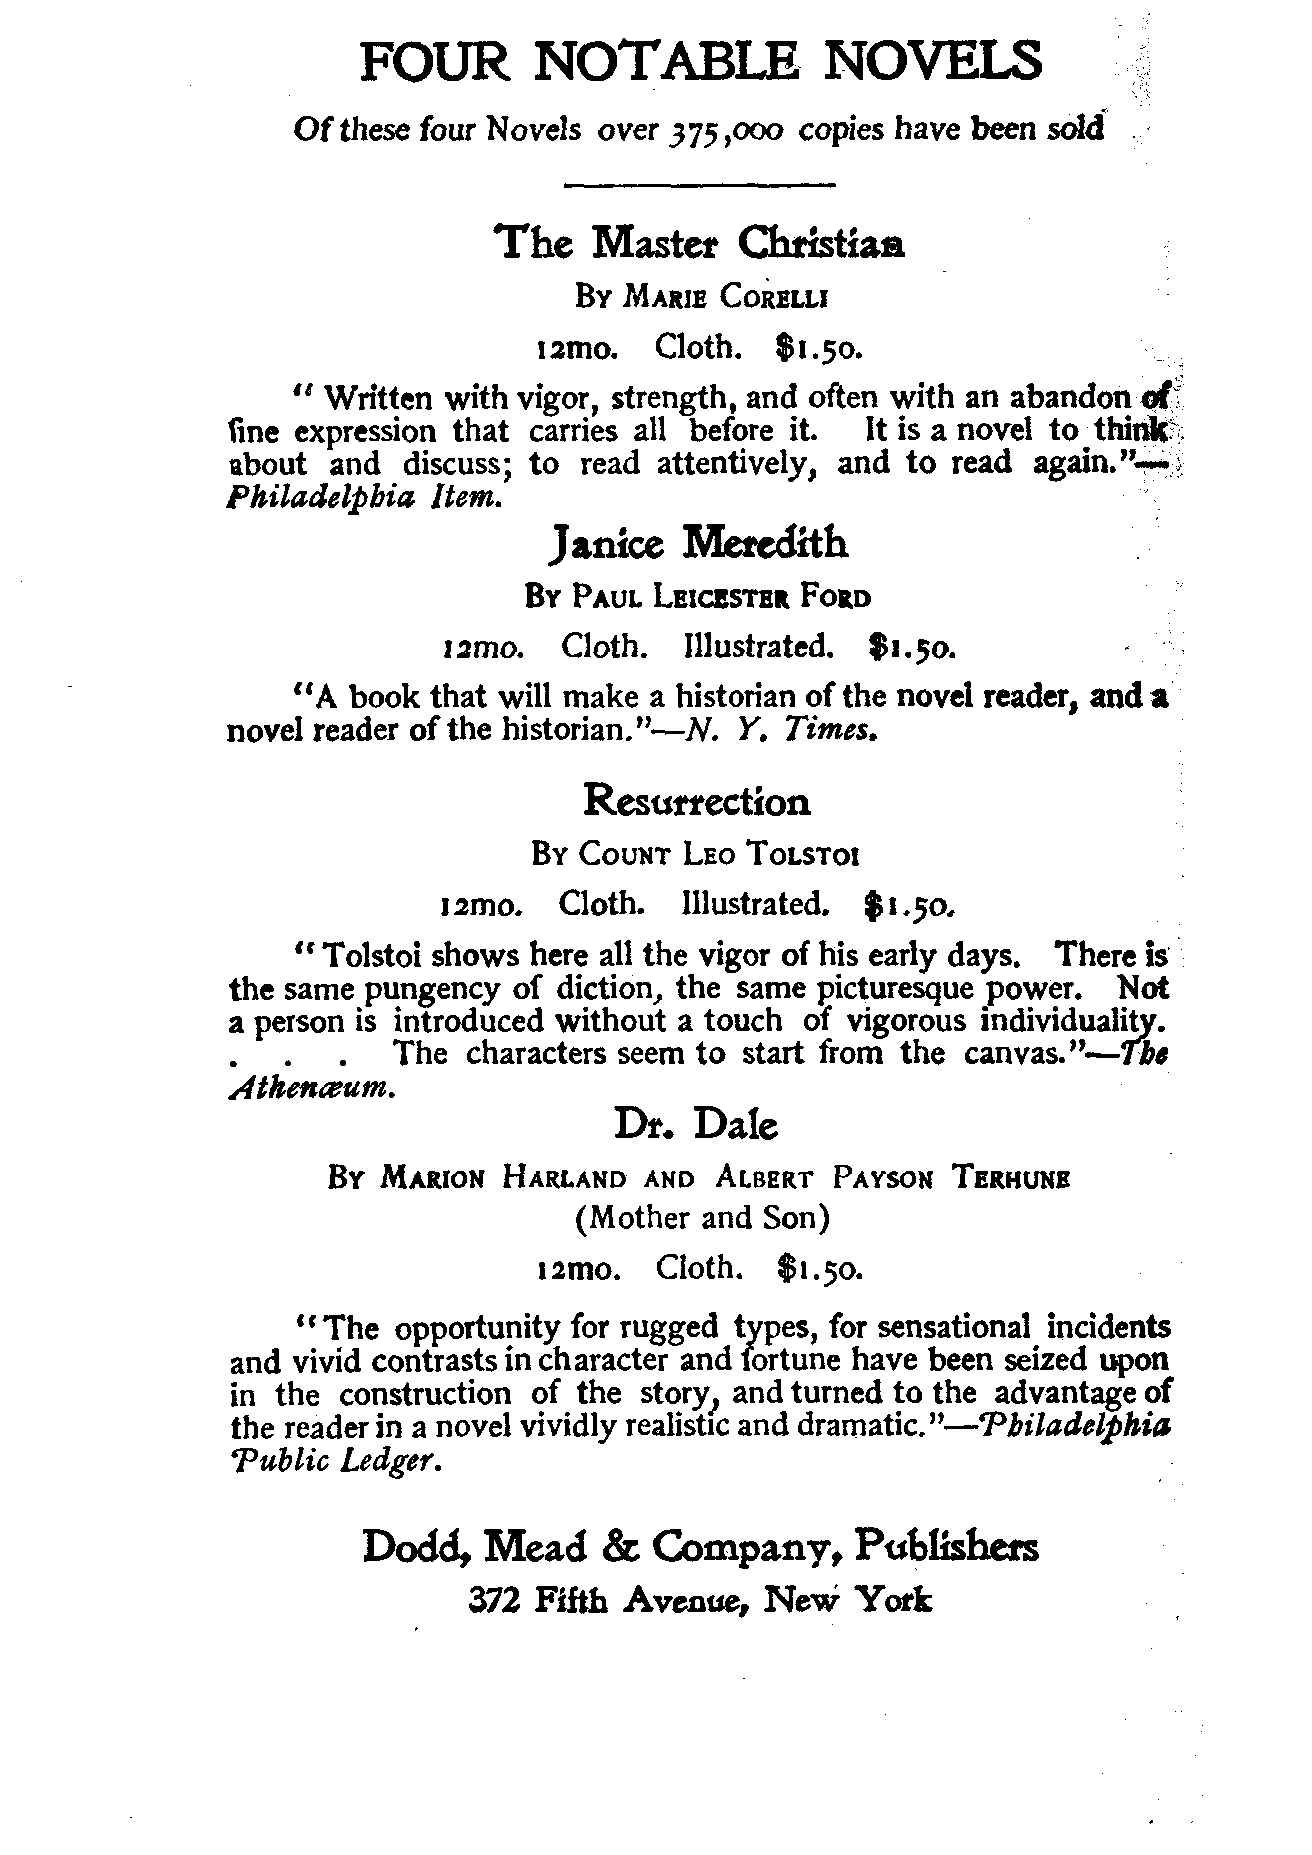 FOUR NOTABLE NOVELS
Of these four Novels over 375,000 copies have been sold
The Master Christian
By Marie Corelli
12mo. Cloth. $1.50.
“Written with vigor, strength, and often with an abandon of
fine expression that carries all before it. It is a novel to think
about and discuss; to read attentively, and to read again.”—
Philadelphia Item.
Janice Meredith
By Paul Leicester Ford
12mo. Cloth. Illustrated. $1.50.
“A book that will make a historian of the novel reader, and a
novel reader of the historian.”—N. Y. Times.
Resurrection
By Count Leo Tolstoi
12mo. Cloth. Illustrated. $1.50.
“Tolstoi shows here all the vigor of his early days. There is
the same pungency of diction, the same picturesque power. Not
a person is introduced without a touch of vigorous individuality.
. . . The characters seem to start from the canvas.”—The
Athenæum.
Dr. Dale
By Marion Harland and Albert Payson Terhune
(Mother and Son)
12mo. Cloth. $1.50.
“The opportunity for rugged types, for sensational incidents
and vivid contrasts in character and fortune have been seized upon
in the construction of the story, and turned to the advantage of
the reader in a novel vividly realistic and dramatic.”—Philadelphia
Public Ledger.
Dodd, Mead & Company, Publishers
372 Fifth Avenue, New York